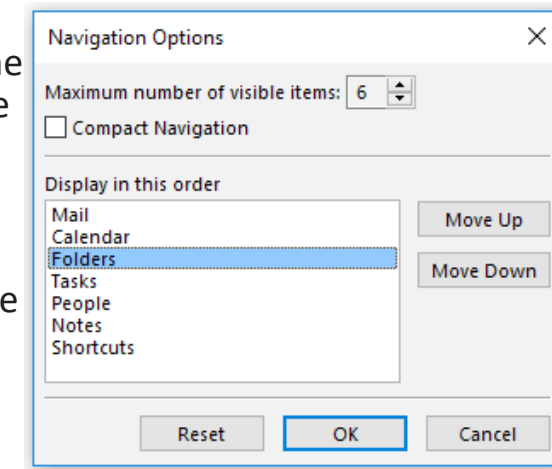 Navigation Options
Maximum number of visible items: 6
Compact Navigation
Display in this order
Mail
Calendar
Folders
Tasks
People
Notes
Shortcuts
Move Up
Move Down
Reset OK Cancel